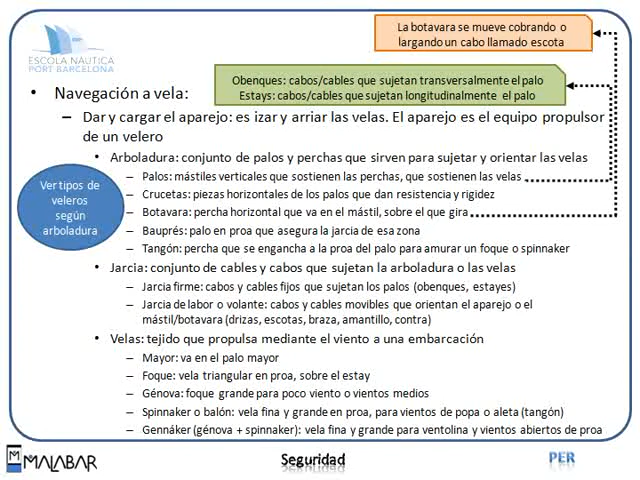 La botavara se mueve cobrando o
largando un cabo llamado escota
ESCOLA NÀUTICA
PORT BARCELONA
Obenques: cabos/cables que sujetan transversalmente el palo
Estays: cabos/cables que sujetan longitudinalmente el palo
• Navegación a vela:
– Dar y cargar el aparejo: es izar y arriar las velas. El aparejo es el equipo propulsor
de un velero
• Arboladura: conjunto de palos y perchas que sirven para sujetar y orientar las velas
– Palos: mástiles verticales que sostienen las perchas, que sostienen las velas
– Crucetas: piezas horizontales de los palos que dan resistencia y rigidez
– Botavara: percha horizontal que va en el mástil, sobre el que gira
– Bauprés: palo en proa que asegura la jarcia de esa zona
– Tangón: percha que se engancha a la proa del palo para amurar un foque o spinnaker
Ver tipos de
veleros
según
arboladura
• Jarcia: conjunto de cables y cabos que sujetan la arboladura o las velas
– Jarcia firme: cabos y cables fijos que sujetan los palos (obenques, estayes)
– Jarcia de labor o volante: cabos y cables movibles que orientan el aparejo o el
mástil/botavara (drizas, escotas, braza, amantillo, contra)
• Velas: tejido que propulsa mediante el viento a una embarcación
– Mayor: va en el palo mayor
– Foque: vela triangular en proa, sobre el estay
– Génova: foque grande para poco viento o vientos medios
– Spinnaker o balón: vela fina y grande en proa, para vientos de popa o aleta (tangón)
– Gennáker (génova + spinnaker): vela fina y grande para ventolina y vientos abiertos de proa
MALABAR
Seguridad
PER